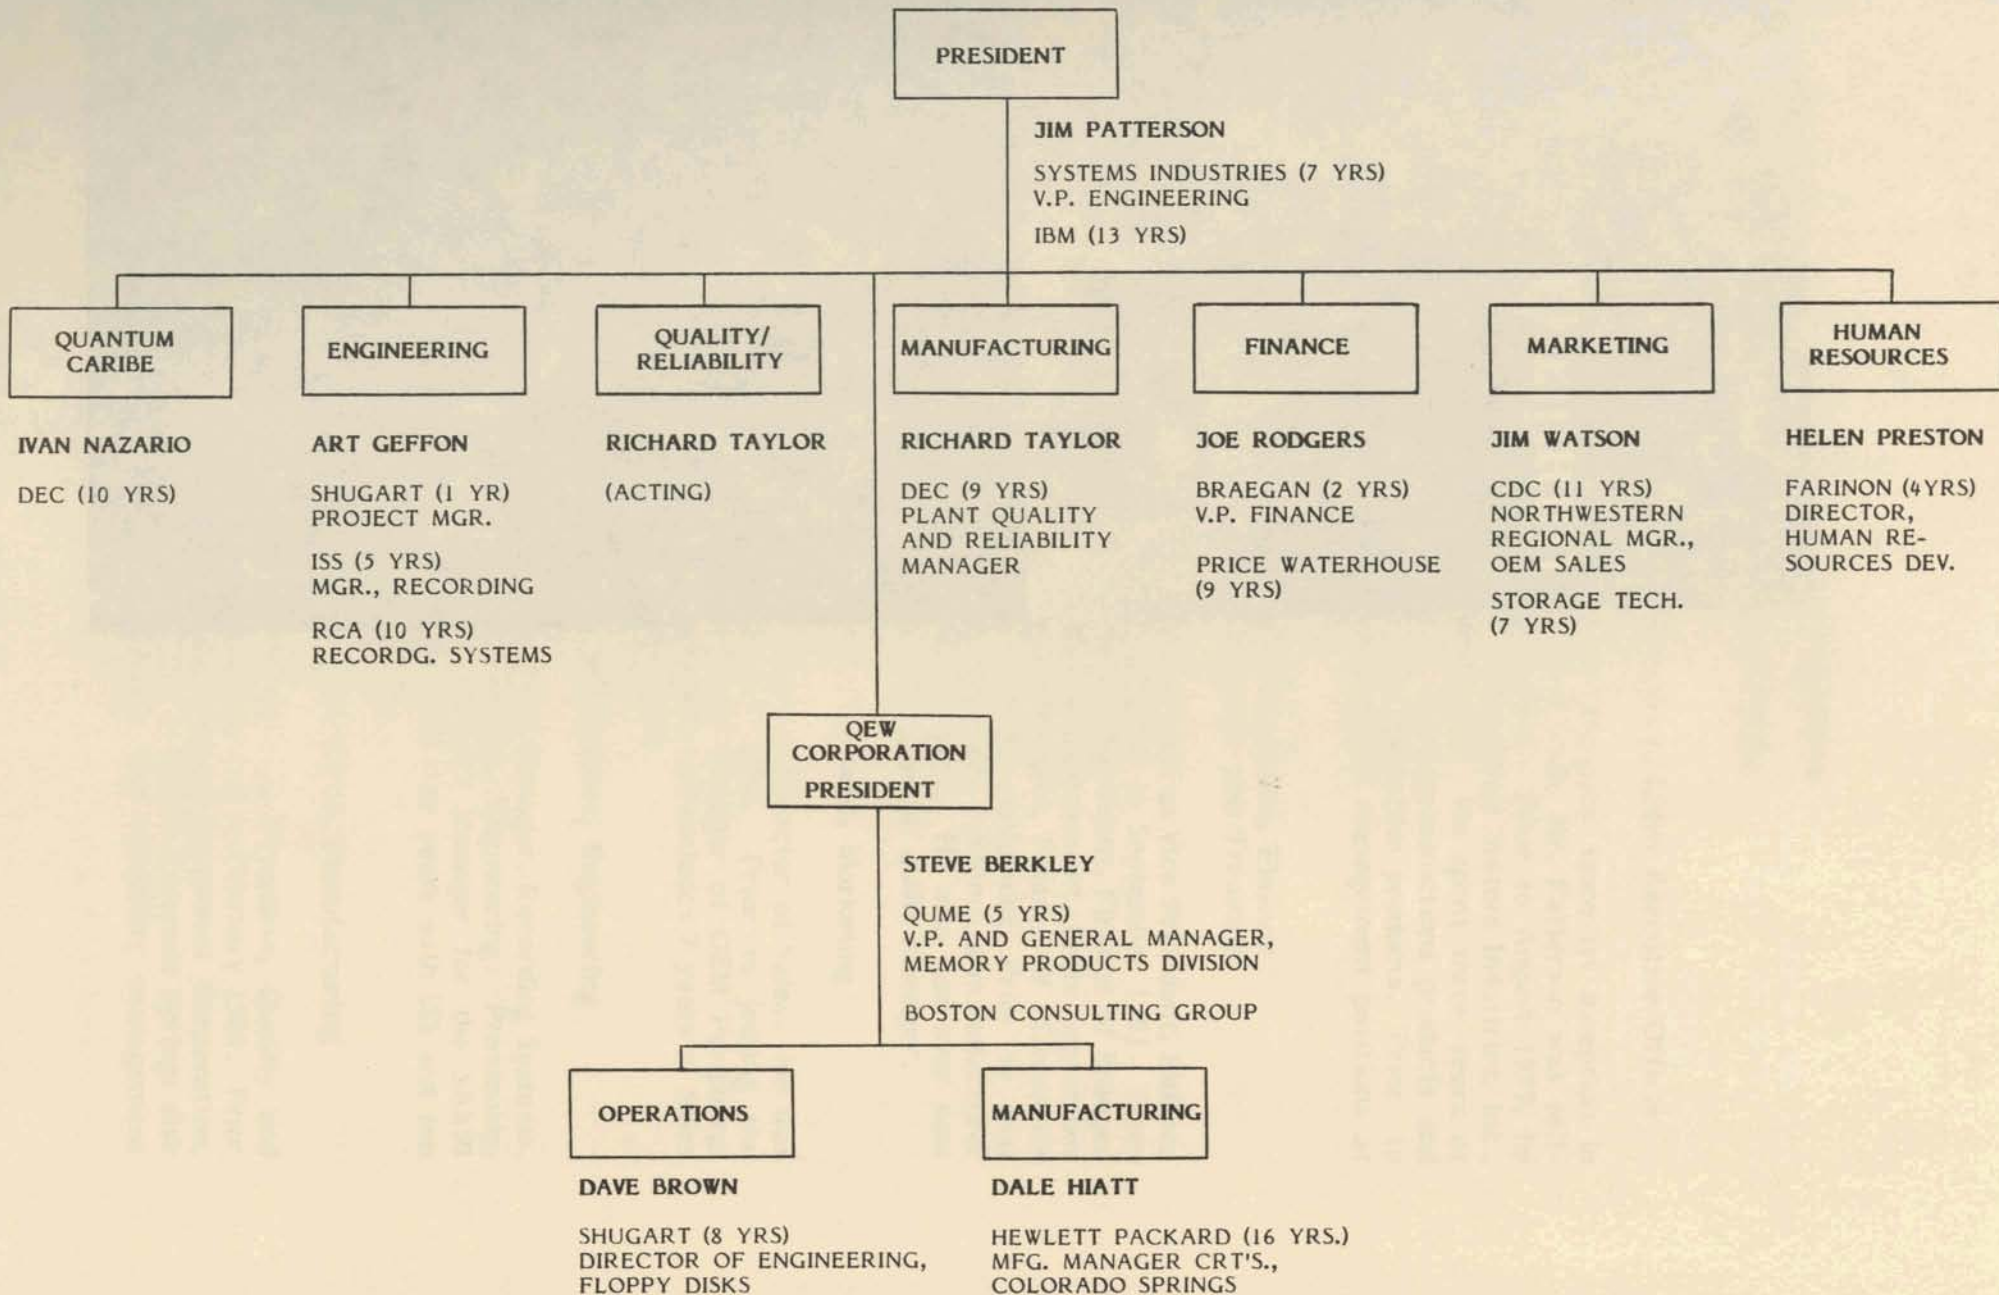 PRESIDENT
JIM PATTERSON
SYSTEMS INDUSTRIES (7 YRS)
V.P. ENGINEERING
IBM (13 YRS)
QUANTUM
CARIBE
IVAN NAZARIO
DEC (10 YRS)
ENGINEERING
ART GEFFON
SHUGART (1 YR)
PROJECT MGR.
ISS (5 YRS)
MGR., RECORDING
RCA (10 YRS)
RECORDG. SYSTEMS
QUALITY/
RELIABILITY
RICHARD TAYLOR
(ACTING)
MANUFACTURING
RICHARD TAYLOR
DEC (9 YRS)
PLANT QUALITY
AND RELIABILITY
MANAGER
FINANCE
JOE RODGERS
BRAEGAN (2 YRS)
V.P. FINANCE
PRICE WATERHOUSE
(9 YRS)
MARKETING
JIM WATSON
CDC (11 YRS)
NORTHWESTERN
REGIONAL MGR.,
OEM SALES
STORAGE TECH.
(7 YRS)
HUMAN
RESOURCES
HELEN PRESTON
FARINON (4YRS)
DIRECTOR,
HUMAN RE-
SOURCES DEV.
QEW
CORPORATION
PRESIDENT
STEVE BERKLEY
QUME (5 YRS)
V.P. AND GENERAL MANAGER,
MEMORY PRODUCTS DIVISION
BOSTON CONSULTING GROUP
OPERATIONS
DAVE BROWN
SHUGART (8 YRS)
DIRECTOR OF ENGINEERING,
FLOPPY DISKS
MANUFACTURING
DALE HIATT
HEWLETT PACKARD (16 YRS.)
MFG. MANAGER CRT'S.,
COLORADO SPRINGS